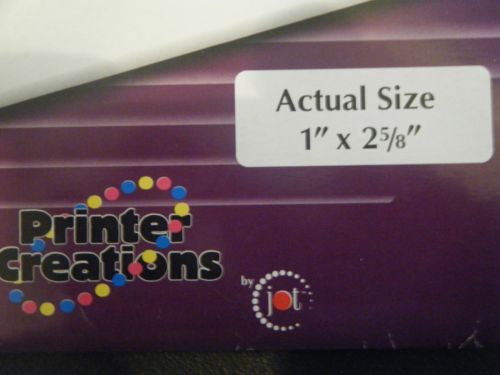 Actual Size
1" x 2⅝"
Printer
Creations
by jot